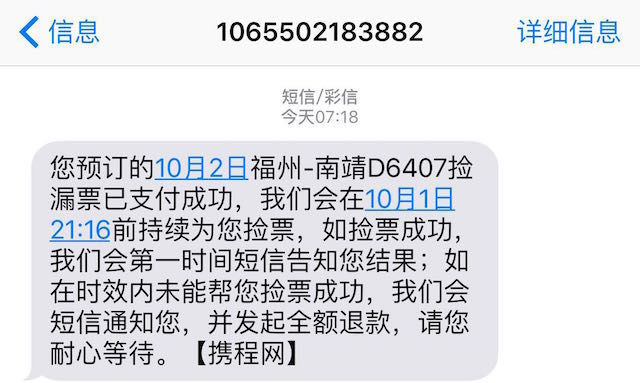 信息
1065502183882
详细信息
短信/彩信
今天07:18
您预订的10月2日福州-南靖D6407捡
漏票已支付成功，我们会在10月1日
21:16前持续为您捡票，如捡票成功，
我们会第一时间短信告知您结果；如
在时效内未能帮您捡票成功，我们会
短信通知您，并发起全额退款，请您
耐心等待。【携程网】